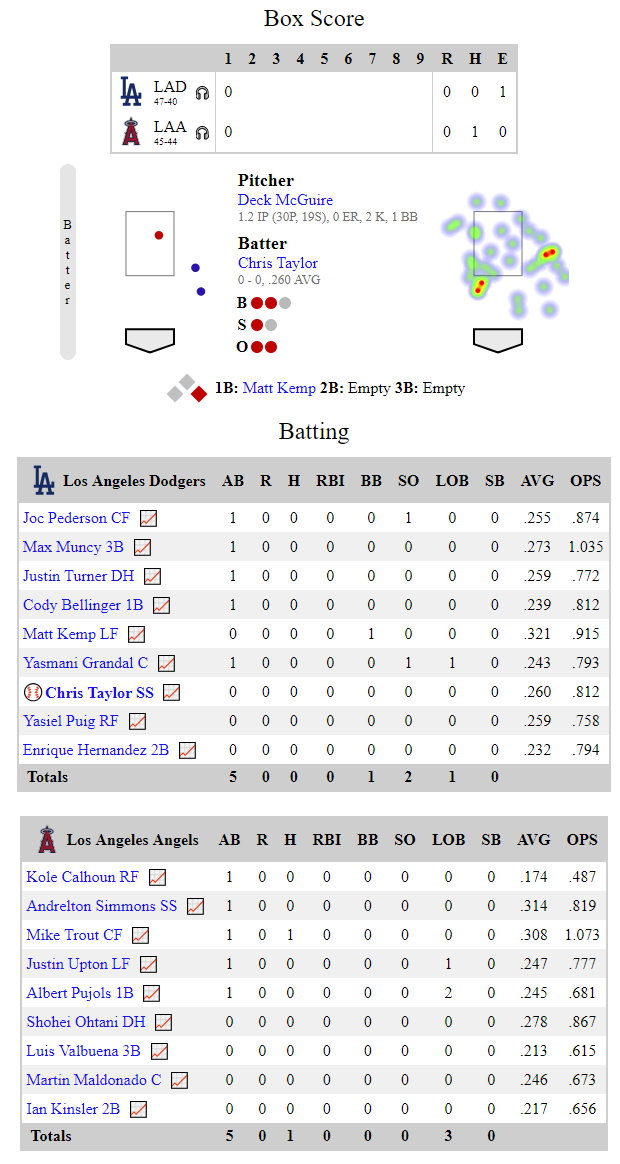 Box Score
1 2 3 4 5 6 7 8 9 R H E
LAD 0 0 0 1
47-40
LAA 0 0 1 0
45-44
Batter
Pitcher
Deck McGuire
1.2 IP (30P, 19S), 0 ER, 2 K, 1 BB
Batter
Chris Taylor
0 - 0, .260 AVG
B
S
O
1B: Matt Kemp 2B: Empty 3B: Empty
Batting
Los Angeles Dodgers AB R H RBI BB SO LOB SB AVG OPS
Joc Pederson CF 1 0 0 0 0 1 0 0 .255 .874
Max Muncy 3B 1 0 0 0 0 0 0 0 .273 1.035
Justin Turner DH 1 0 0 0 0 0 0 0 .259 .772
Cody Bellinger 1B 1 0 0 0 0 0 0 0 .239 .812
Matt Kemp LF 0 0 0 0 1 0 0 0 .321 .915
Yasmani Grandal C 1 0 0 0 0 1 1 0 .243 .793
Chris Taylor SS 0 0 0 0 0 0 0 0 .260 .812
Yasiel Puig RF 0 0 0 0 0 0 0 0 .259 .758
Enrique Hernandez 2B 0 0 0 0 0 0 0 0 .232 .794
Totals 5 0 0 0 1 2 1 0
Los Angeles Angels AB R H RBI BB SO LOB SB AVG OPS
Kole Calhoun RF 1 0 0 0 0 0 0 0 .174 .487
Andrelton Simmons SS 1 0 0 0 0 0 0 0 .314 .819
Mike Trout CF 1 0 1 0 0 0 0 0 .308 1.073
Justin Upton LF 1 0 0 0 0 0 1 0 .247 .777
Albert Pujols 1B 1 0 0 0 0 0 2 0 .245 .681
Shohei Ohtani DH 0 0 0 0 0 0 0 0 .278 .867
Luis Valbuena 3B 0 0 0 0 0 0 0 0 .213 .615
Martin Maldonado C 0 0 0 0 0 0 0 0 .246 .673
Ian Kinsler 2B 0 0 0 0 0 0 0 0 .217 .656
Totals 5 0 1 0 0 0 3 0